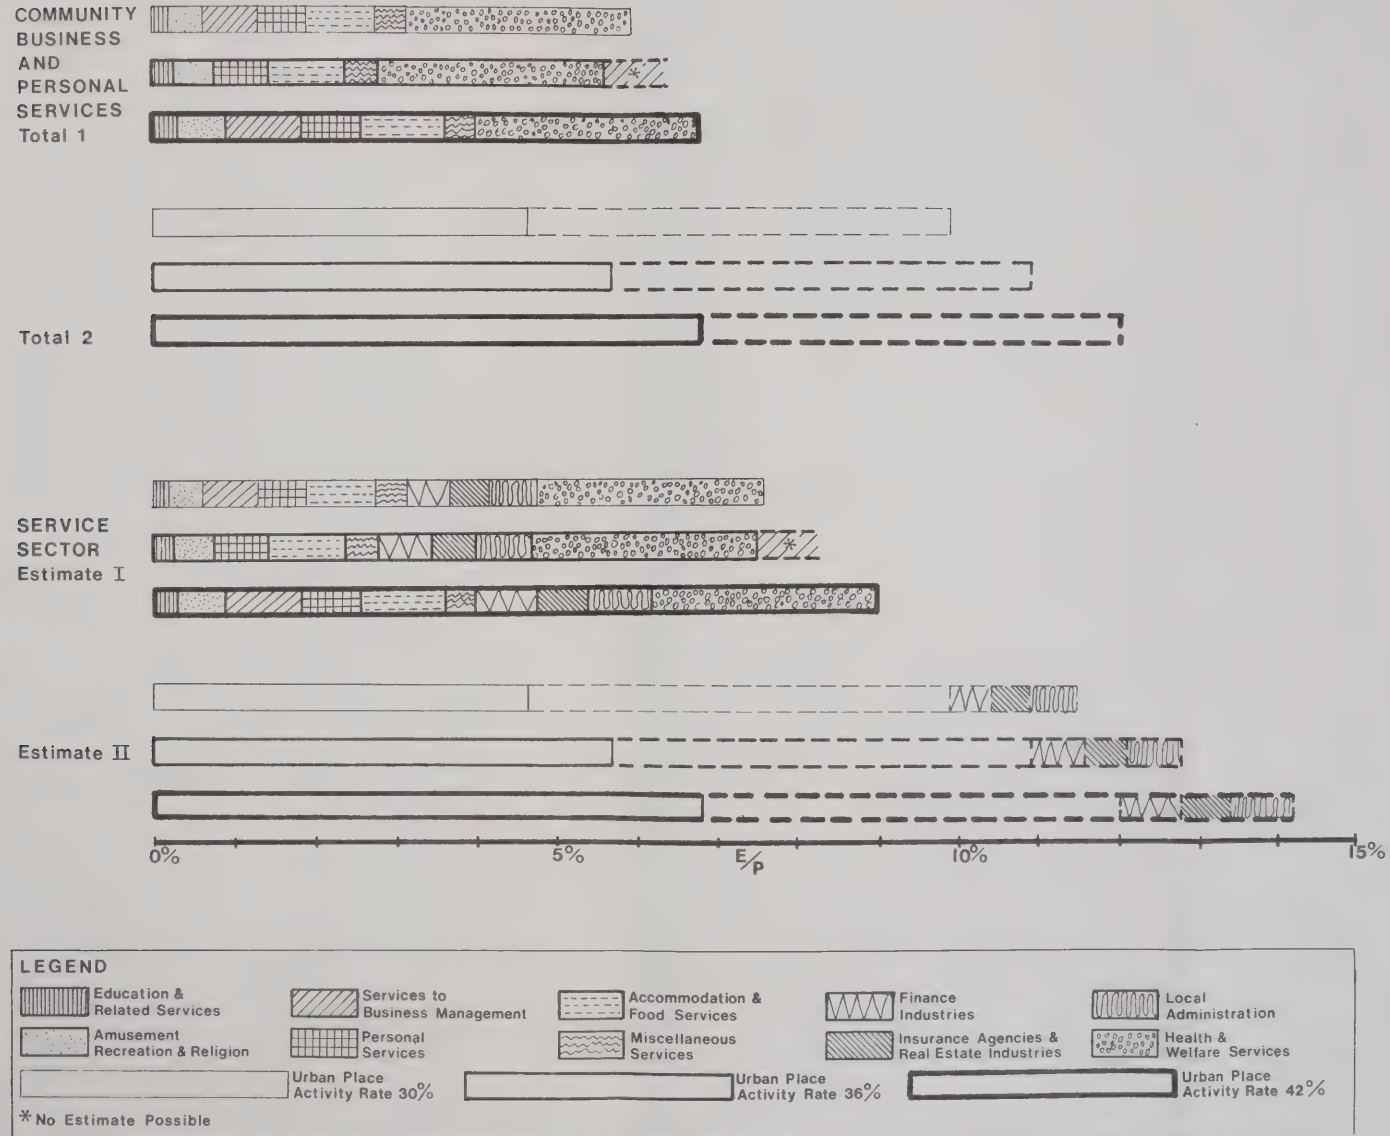 COMMUNITY
BUSINESS
AND
PERSONAL
SERVICES
Total 1
*
Total 2
SERVICE
SECTOR
Estimate I
*
Estimate II
0%
5%
E/P
10%
15%
LEGEND
Education &
Related Services
Services to
Business Management
Accommodation &
Food Services
Finance
Industries
Local
Administration
Amusement
Recreation & Religion
Personal
Services
Miscellaneous
Services
Insurance Agencies &
Real Estate Industries
Health &
Welfare Services
Urban Place
Activity Rate 30%
Urban Place
Activity Rate 36%
Urban Place
Activity Rate 42%
* No Estimate Possible